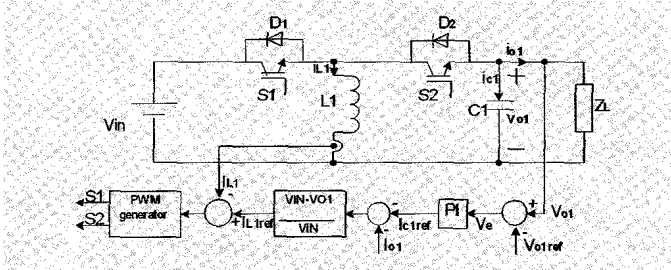 D1
D2
IL1
io1
S1
L1
S2
Ic1
+
C1
Vo1
ZL
Vin
−
IL1
S1
S2
PWM generator
-
+
IL1ref
VIN-VO1
VIN
-
-
Io1
Ic1ref
PI
Ve
+
-
Vo1
Vo1ref